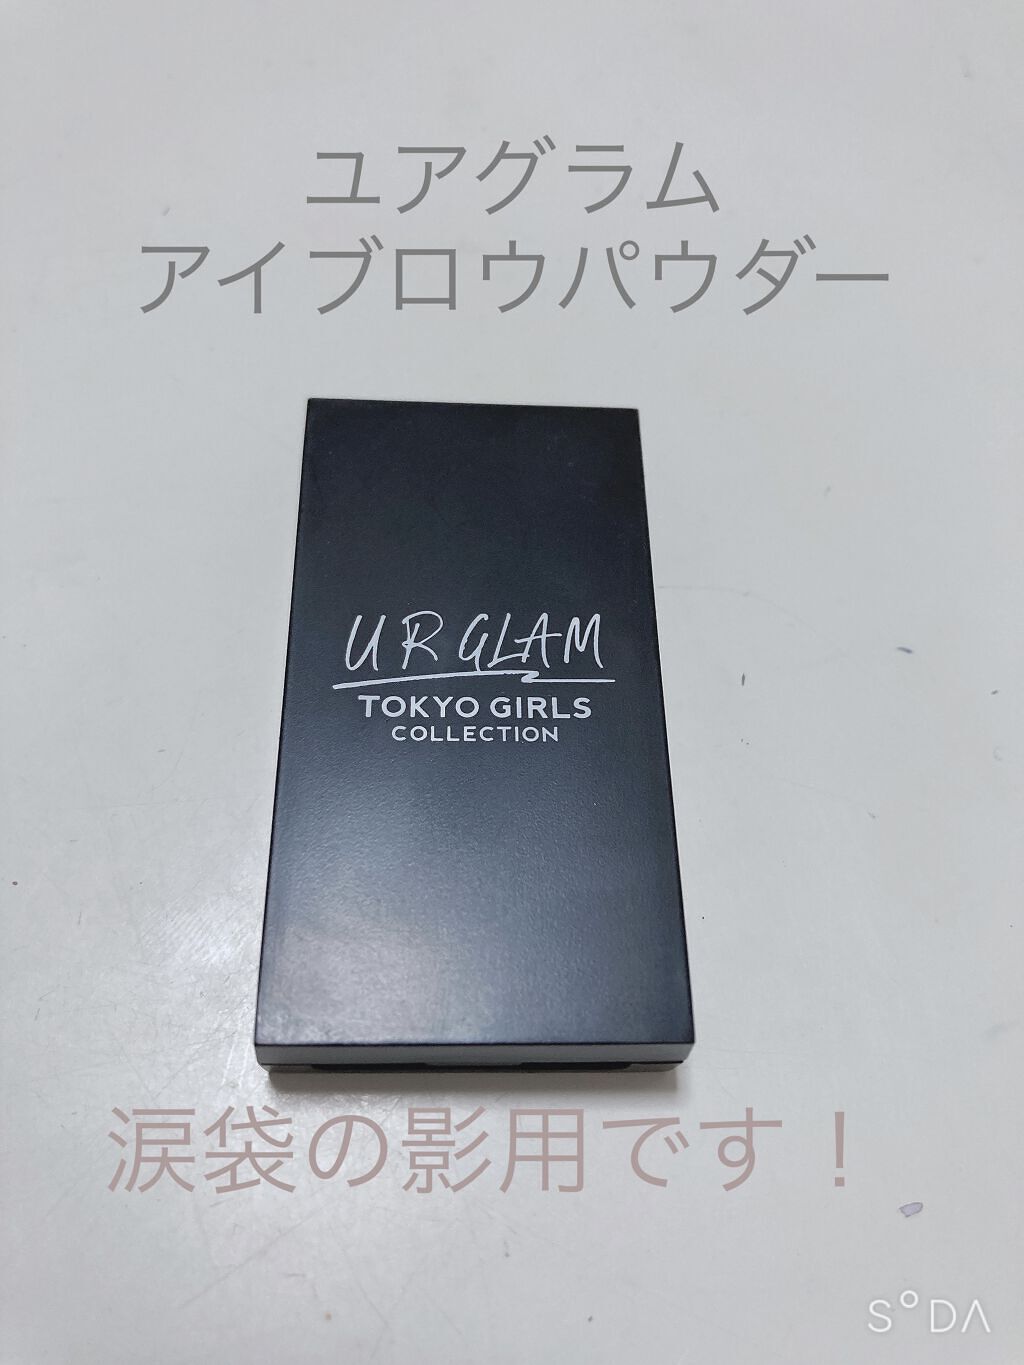 ユアグラム
アイブロウパウダー
UR GLAM
TOKYO GIRLS
COLLECTION
涙袋の影用です！
SODA